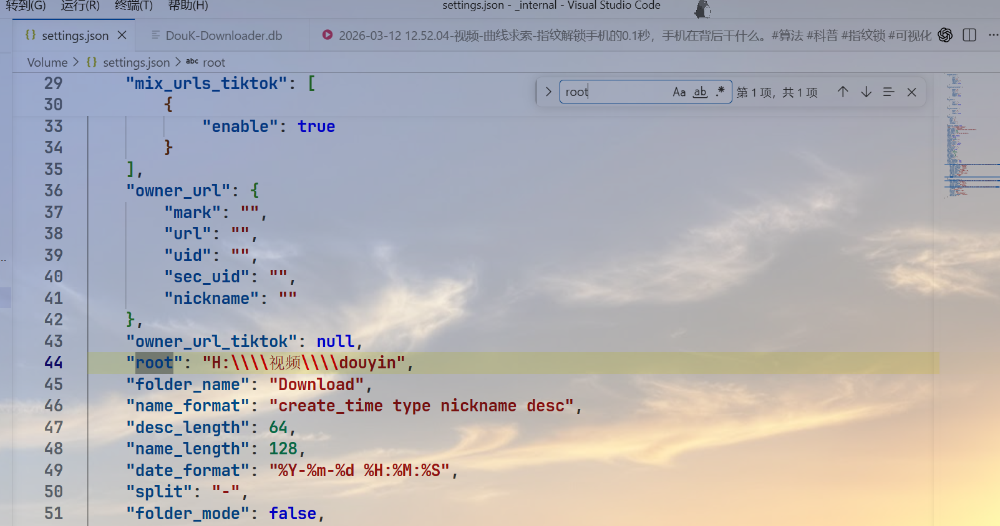 转到(G) 运行(R) 终端(T) 帮助(H) settings.json - _internal - Visual Studio Code
{} settings.json × DouK-Downloader.db 2026-03-12 12.52.04-视频-曲线求索-指纹解锁手机的0.1秒，手机在背后干什么。#算法 #科普 #指纹锁 #可视化 ...
Volume > {} settings.json > abc root
root Aa ab .* 第 1 项，共 1 项
29 "mix_urls_tiktok": [
30 {
33 "enable": true
34 }
35 ],
36 "owner_url": {
37 "mark": "",
38 "url": "",
39 "uid": "",
40 "sec_uid": "",
41 "nickname": ""
42 },
43 "owner_url_tiktok": null,
44 "root": "H:\\\\视频\\\\douyin",
45 "folder_name": "Download",
46 "name_format": "create_time type nickname desc",
47 "desc_length": 64,
48 "name_length": 128,
49 "date_format": "%Y-%m-%d %H:%M:%S",
50 "split": "-",
51 "folder_mode": false,